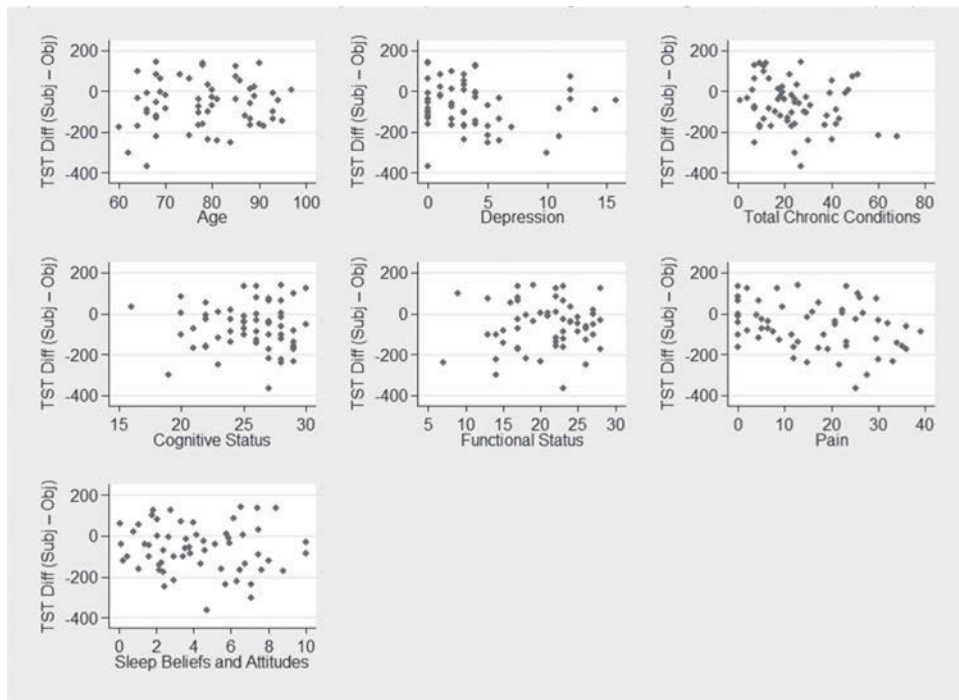 TST Diff (Subj – Obj)
200
0
-200
-400
60 70 80 90 100
Age
TST Diff (Subj – Obj)
200
0
-200
-400
0 5 10 15
Depression
TST Diff (Subj – Obj)
200
0
-200
-400
0 20 40 60 80
Total Chronic Conditions
TST Diff (Subj – Obj)
200
0
-200
-400
15 20 25 30
Cognitive Status
TST Diff (Subj – Obj)
200
0
-200
-400
5 10 15 20 25 30
Functional Status
TST Diff (Subj – Obj)
200
0
-200
-400
0 10 20 30 40
Pain
TST Diff (Subj – Obj)
200
0
-200
-400
0 2 4 6 8 10
Sleep Beliefs and Attitudes